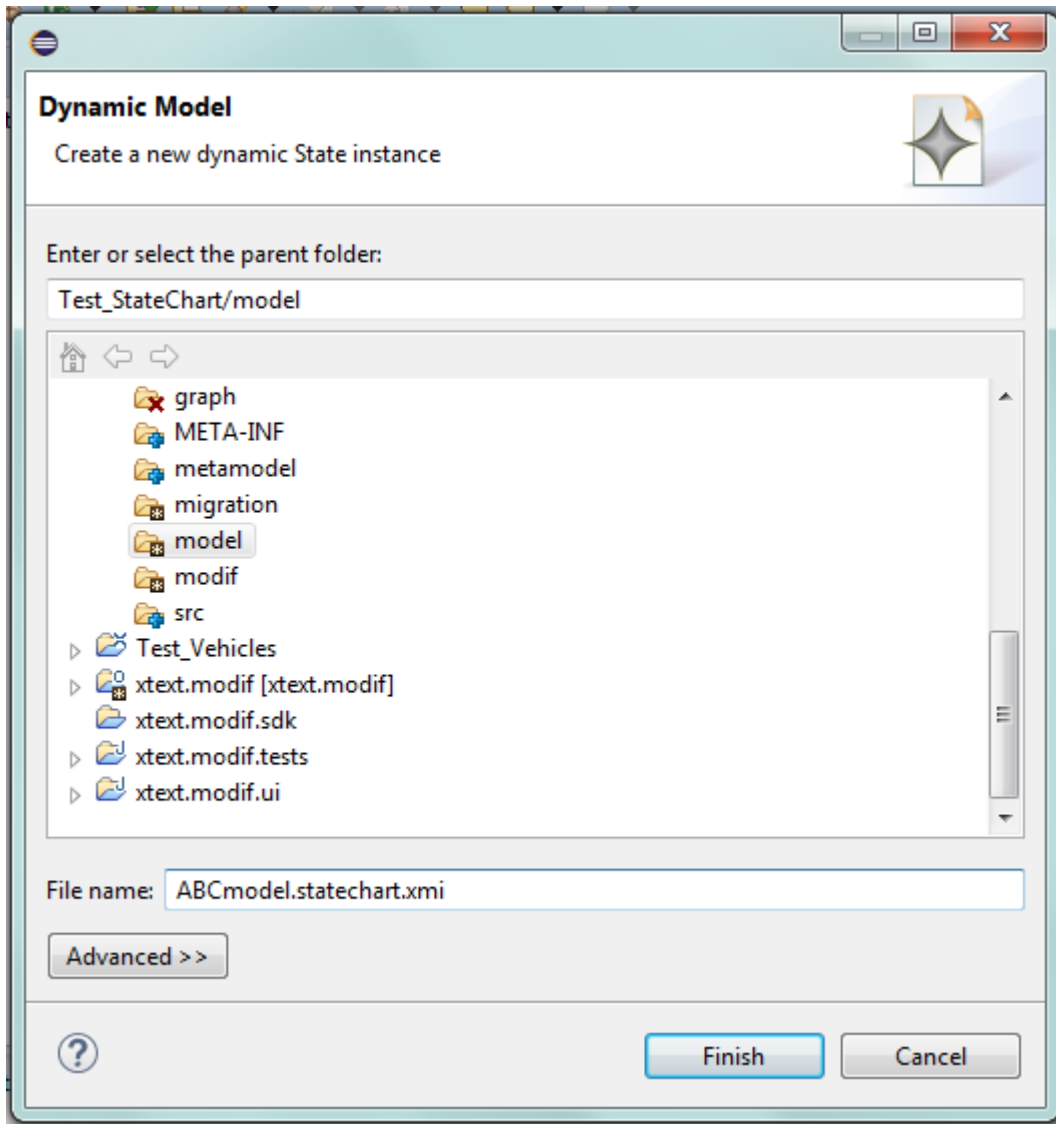 Dynamic Model
Create a new dynamic State instance
Enter or select the parent folder:
Test_StateChart/model
graph
META-INF
metamodel
migration
model
modif
src
Test_Vehicles
xtext.modif [xtext.modif]
xtext.modif.sdk
xtext.modif.tests
xtext.modif.ui
File name: ABCmodel.statechart.xmi
Advanced >>
Finish Cancel